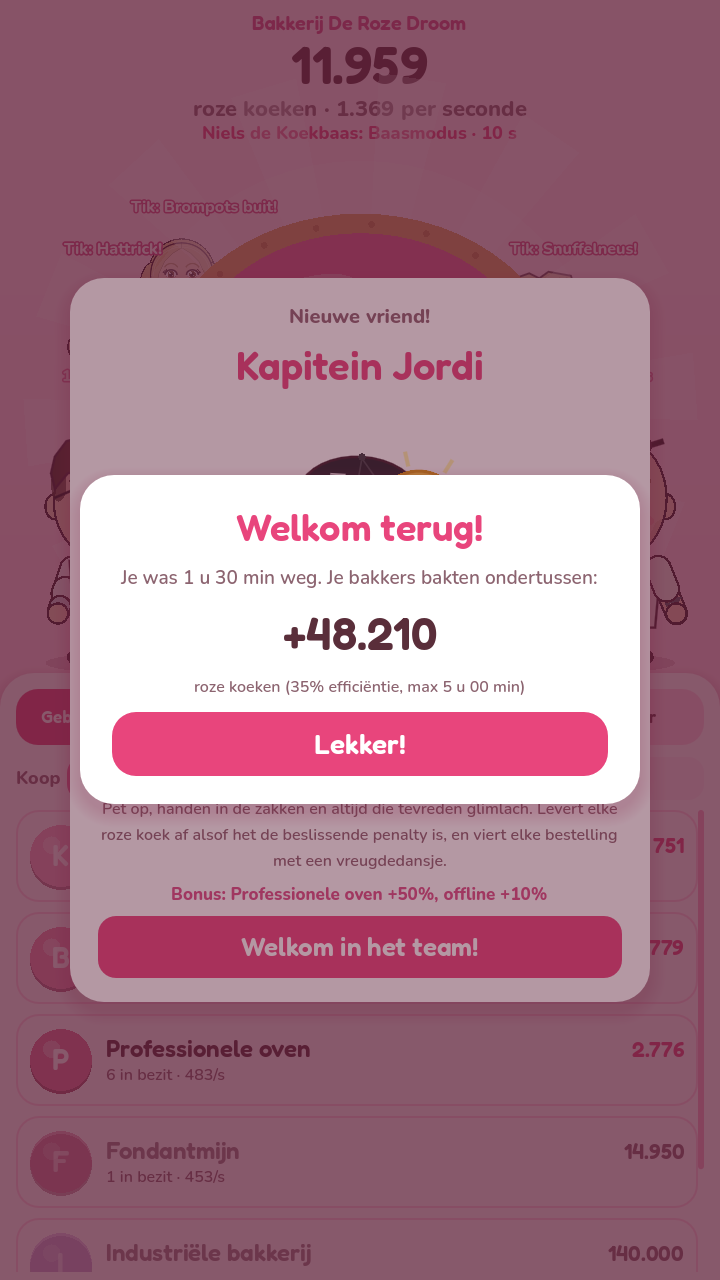 Bakkerij De Roze Droom
11.959
roze koeken · 1.369 per seconde
Niels de Koekbaas: Baasmodus · 10 s
Tik: Brompots buit!
Tik: Hattrick!
Tik: Snuffelneus!
Nieuwe vriend!
Kapitein Jordi
Welkom terug!
Je was 1 u 30 min weg. Je bakkers bakten ondertussen:
+48.210
roze koeken (35% efficiëntie, max 5 u 00 min)
Lekker!
Koop
Pet op, handen in de zakken en altijd die tevreden glimlach. Levert elke
roze koek af alsof het de beslissende penalty is, en viert elke bestelling
met een vreugdedansje.
Bonus: Professionele oven +50%, offline +10%
Welkom in het team!
K
751
B
779
P
Professionele oven
2.776
6 in bezit · 483/s
F
Fondantmijn
14.950
1 in bezit · 453/s
Industriële bakkerij
140.000